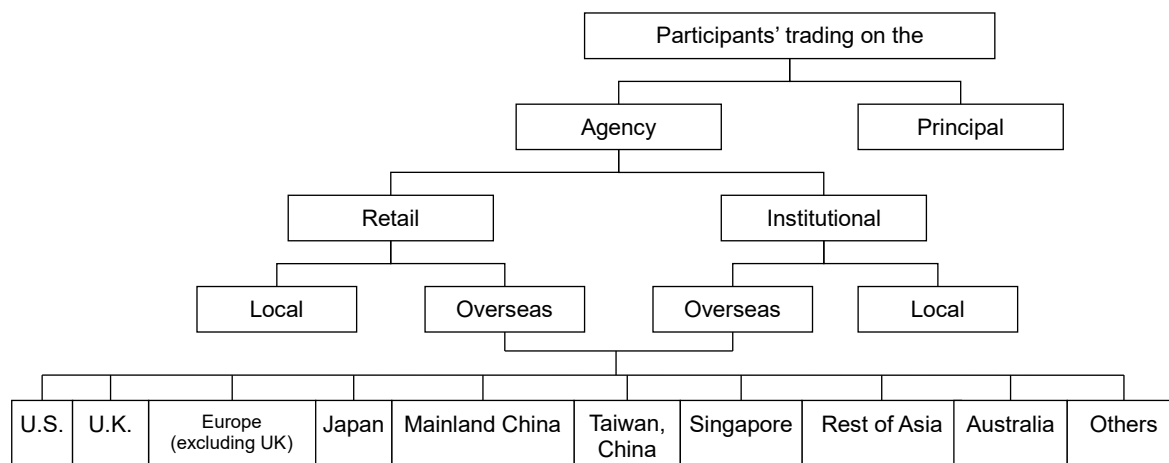 Participants’ trading on the
Agency
Principal
Retail
Institutional
Local
Overseas
Overseas
Local
U.S.
U.K.
Europe
(excluding UK)
Japan
Mainland China
Taiwan,
China
Singapore
Rest of Asia
Australia
Others